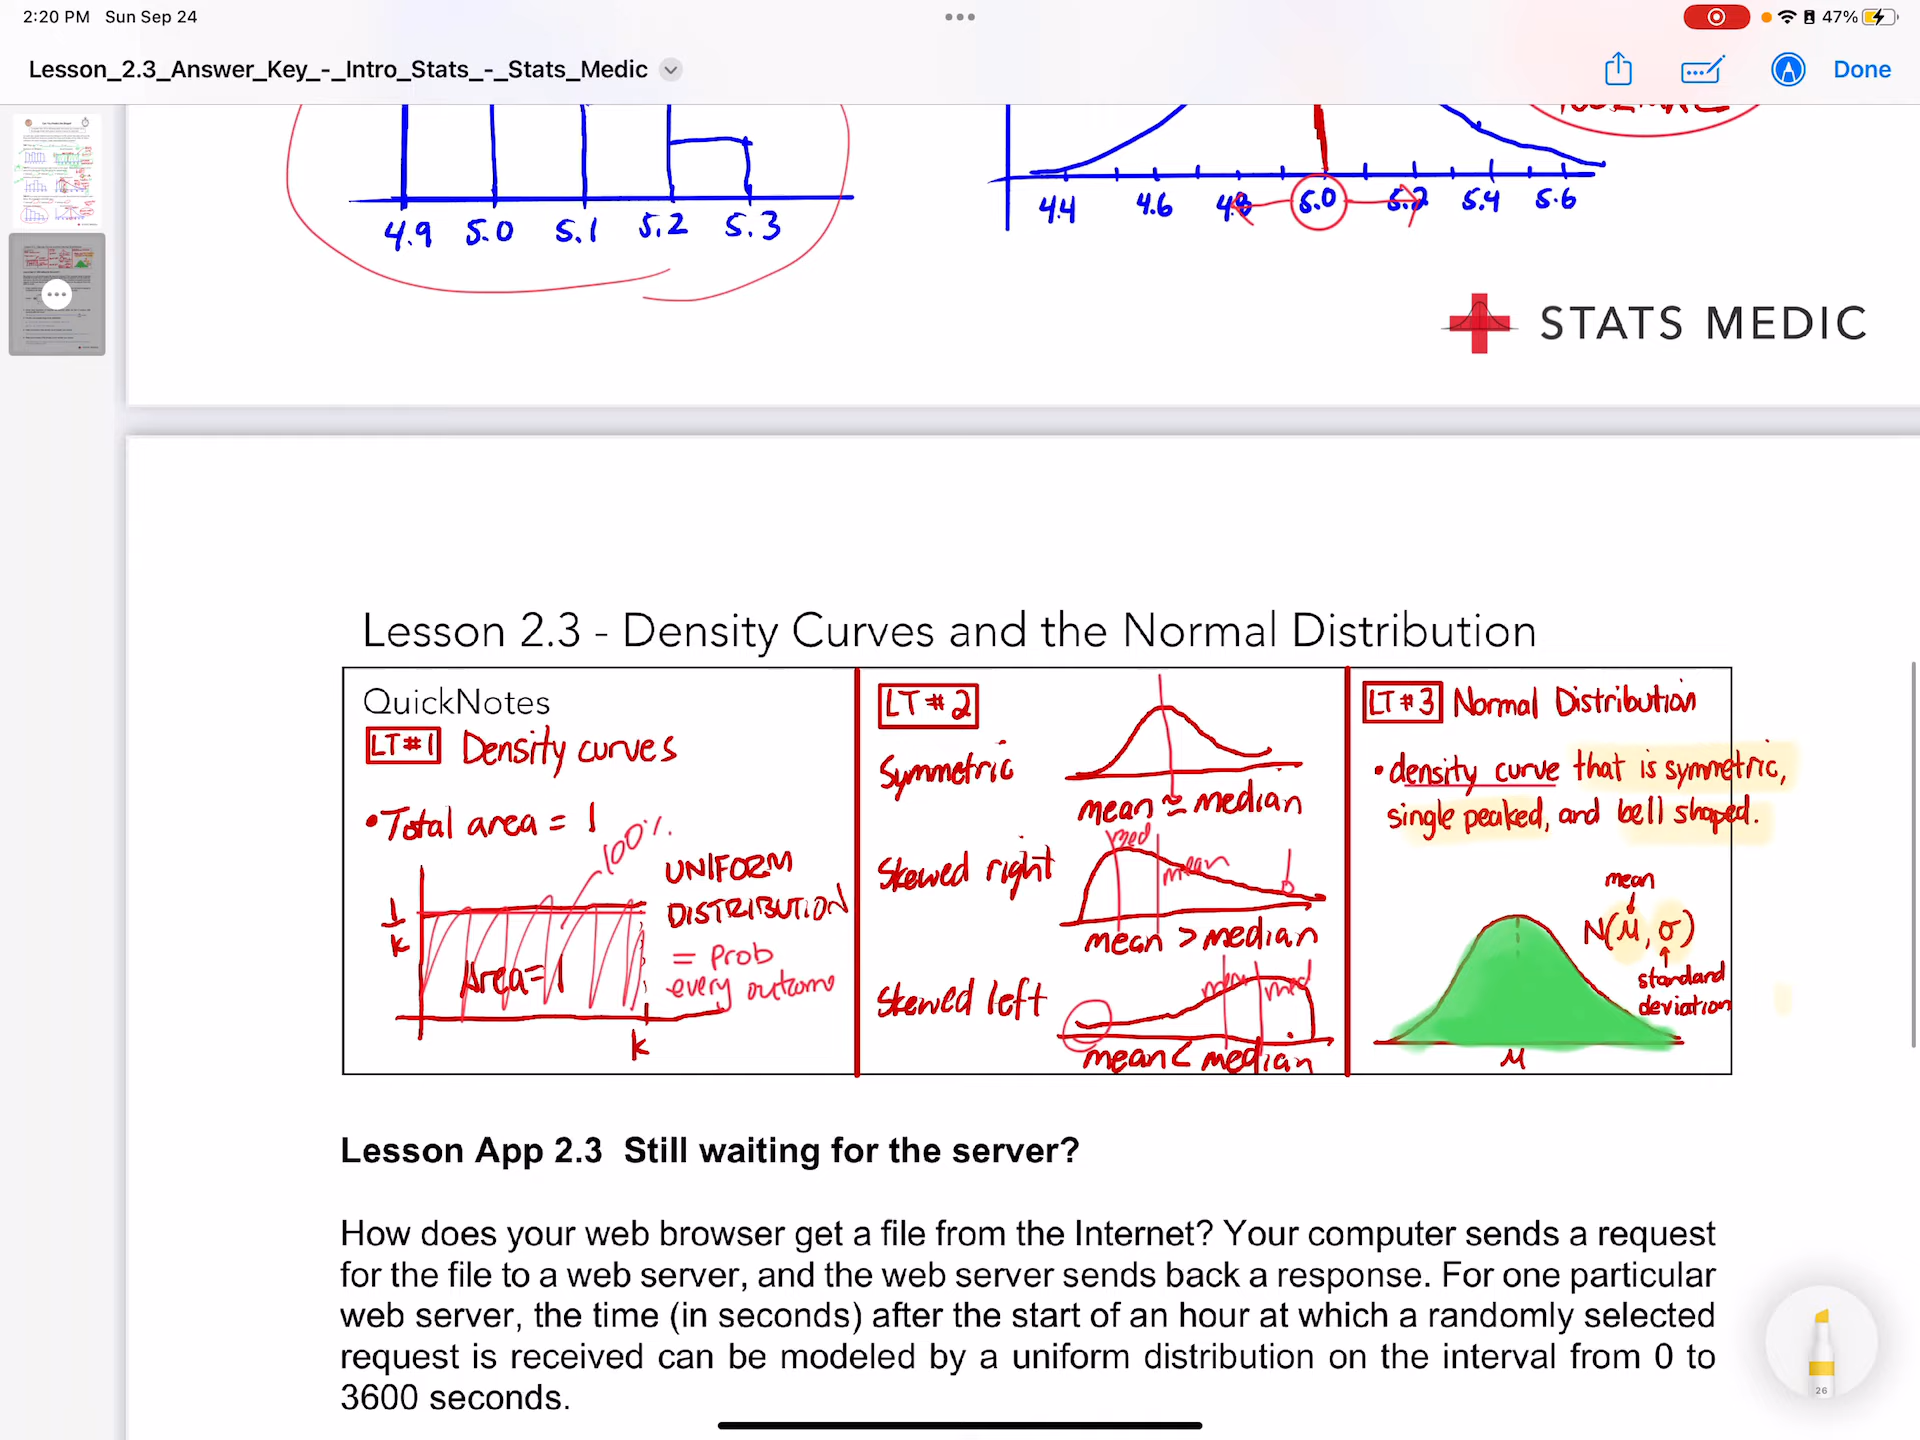 2:20 PM Sun Sep 24
47%
Lesson_2.3_Answer_Key_-_Intro_Stats_-_Stats_Medic
Done
4.9 5.0 5.1 5.2 5.3
4.4 4.6 4.8 5.0 5.2 5.4 5.6
STATS MEDIC
Lesson 2.3 - Density Curves and the Normal Distribution
QuickNotes
LT#1 Density curves
•Total area = 1
100%
UNIFORM
DISTRIBUTION
= Prob
every outcome
1/k
Area=1
k
LT#2
Symmetric
mean ≈ median
Skewed right
med
mean
mean > median
Skewed left
med
mean < median
LT#3 Normal Distribution
•density curve that is symmetric,
single peaked, and bell shaped.
mean
N(μ, σ)
standard
deviation
μ
Lesson App 2.3 Still waiting for the server?
How does your web browser get a file from the Internet? Your computer sends a request
for the file to a web server, and the web server sends back a response. For one particular
web server, the time (in seconds) after the start of an hour at which a randomly selected
request is received can be modeled by a uniform distribution on the interval from 0 to
3600 seconds.
26